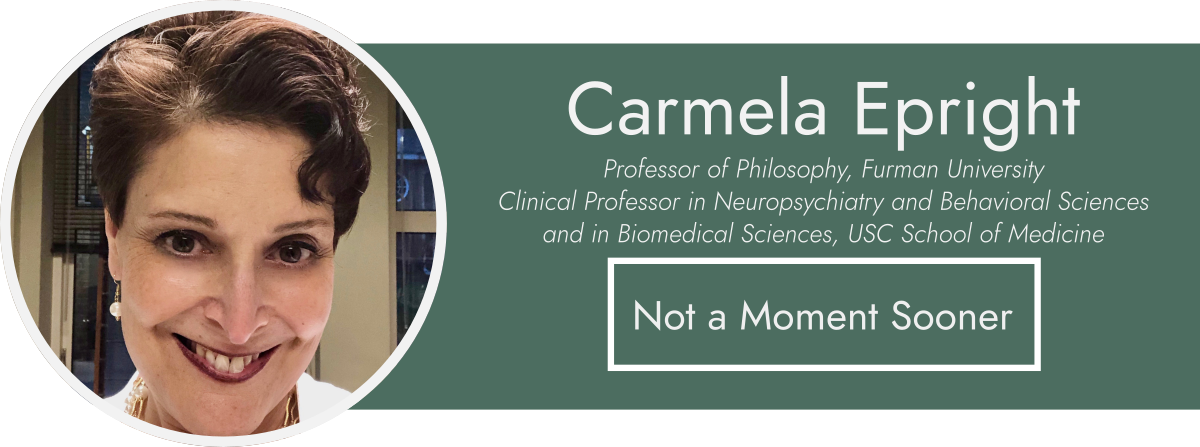 Carmela Epright
Professor of Philosophy, Furman University
Clinical Professor in Neuropsychiatry and Behavioral Sciences
and in Biomedical Sciences, USC School of Medicine
Not a Moment Sooner